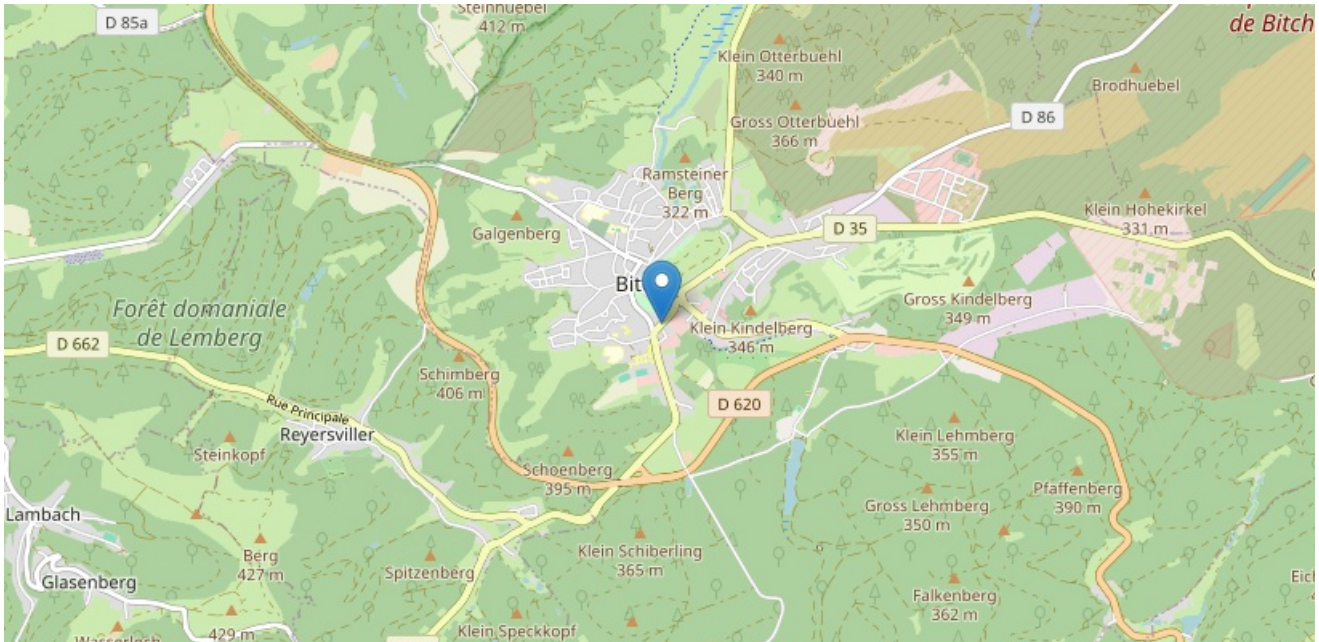 D 85a
Steinhuebel
412 m
de Bitch
Klein Otterbuehl
340 m
Brodhuebel
Gross Otterbuehl
366 m
D 86
Ramsteiner
Berg
322 m
Galgenberg
Klein Hohekirkel
331 m
D 35
Bit
Forêt domaniale
de Lemberg
Gross Kindelberg
349 m
Klein Kindelberg
346 m
D 662
Schimberg
406 m
Rue Principale
D 620
Reyersviller
Steinkopf
Klein Lehmberg
355 m
Schoenberg
395 m
Pfaffenberg
390 m
Gross Lehmberg
350 m
Lambach
Berg
427 m
Klein Schiberling
365 m
Spitzenberg
Glasenberg
Falkenberg
362 m
429 m
Klein Speckkopf